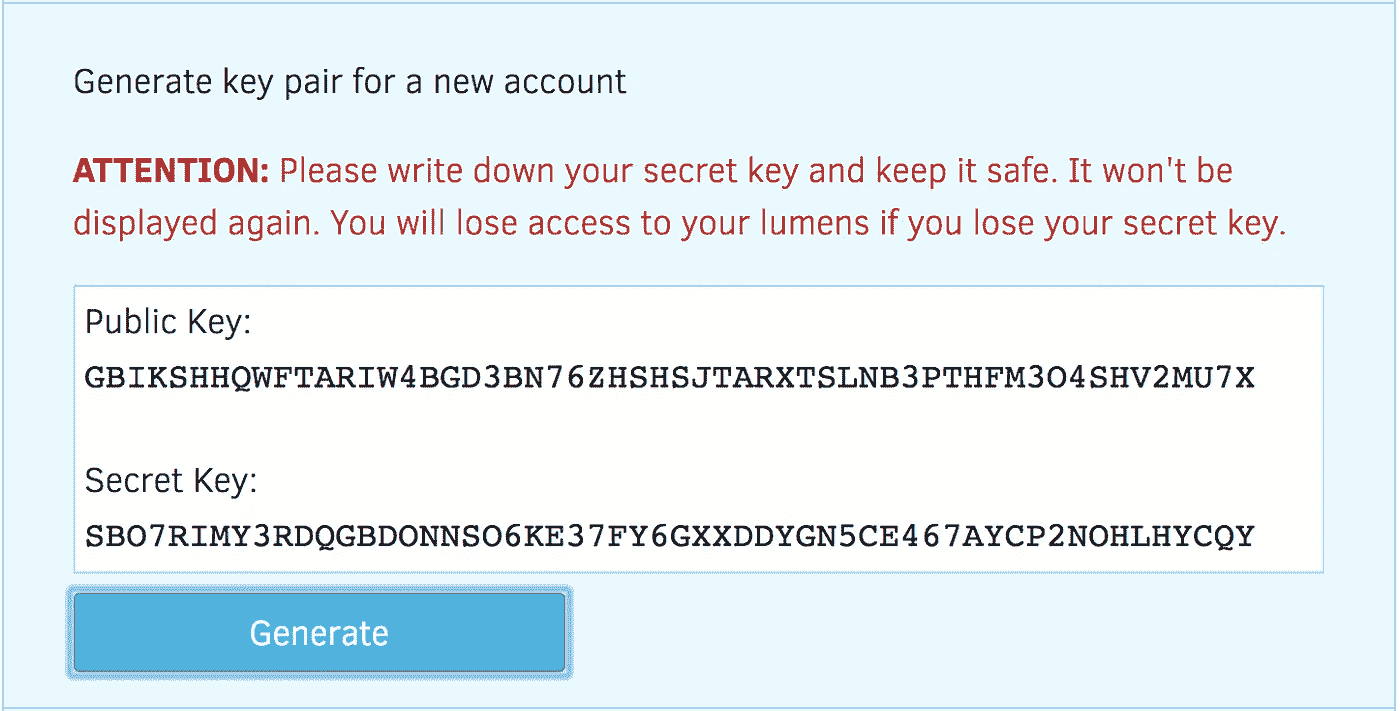 Generate key pair for a new account
ATTENTION: Please write down your secret key and keep it safe. It won't be
displayed again. You will lose access to your lumens if you lose your secret key.
Public Key:
GBIKSHHQWFTARIW4BGD3BN76ZHSHSJTARXTSLNB3PTHFM3O4SHV2MU7X
Secret Key:
SBO7RIMY3RDQGBDONNSO6KE37FY6GXXDDYGN5CE467AYCP2NOHLHYCQY
Generate